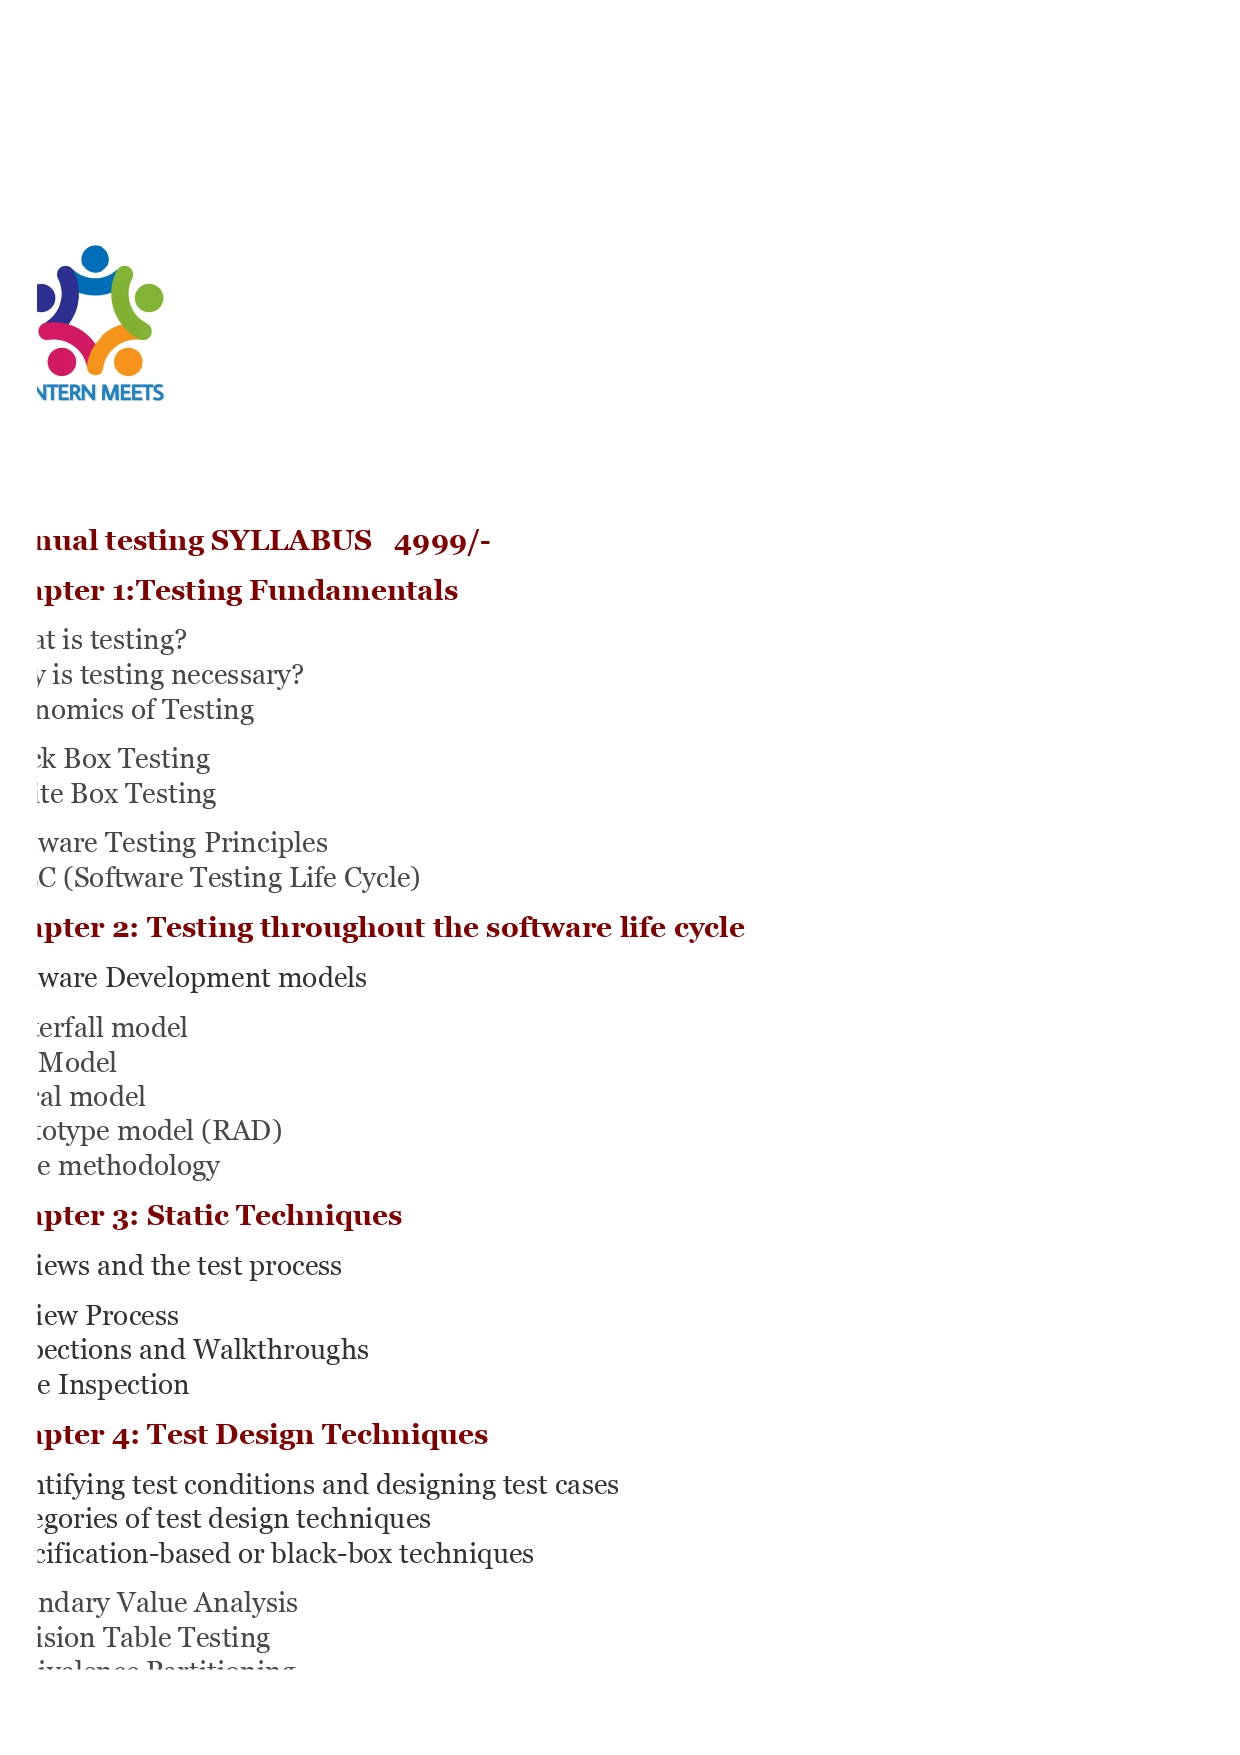 NTERN MEETS
nual testing SYLLABUS 4999/-
apter 1:Testing Fundamentals
at is testing?
y is testing necessary?
nomics of Testing
ck Box Testing
ite Box Testing
ware Testing Principles
C (Software Testing Life Cycle)
apter 2: Testing throughout the software life cycle
ware Development models
terfall model
Model
ral model
totype model (RAD)
e methodology
apter 3: Static Techniques
iews and the test process
iew Process
pections and Walkthroughs
e Inspection
apter 4: Test Design Techniques
ntifying test conditions and designing test cases
egories of test design techniques
cification-based or black-box techniques
ndary Value Analysis
ision Table Testing
ivalence Partitioning